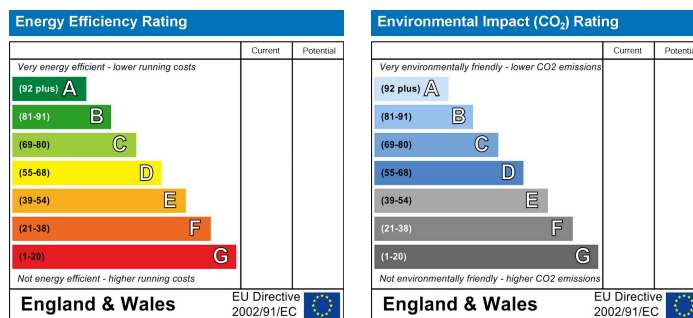 Energy Efficiency Rating
Current Potential
Very energy efficient - lower running costs
(92 plus) A
(81-91) B
(69-80) C
(55-68) D
(39-54) E
(21-38) F
(1-20) G
Not energy efficient - higher running costs
England & Wales
EU Directive
2002/91/EC
Environmental Impact (CO₂) Rating
Current Potentia
Very environmentally friendly - lower CO2 emissions
(92 plus) A
(81-91) B
(69-80) C
(55-68) D
(39-54) E
(21-38) F
(1-20) G
Not environmentally friendly - higher CO2 emissions
England & Wales
EU Directive
2002/91/EC